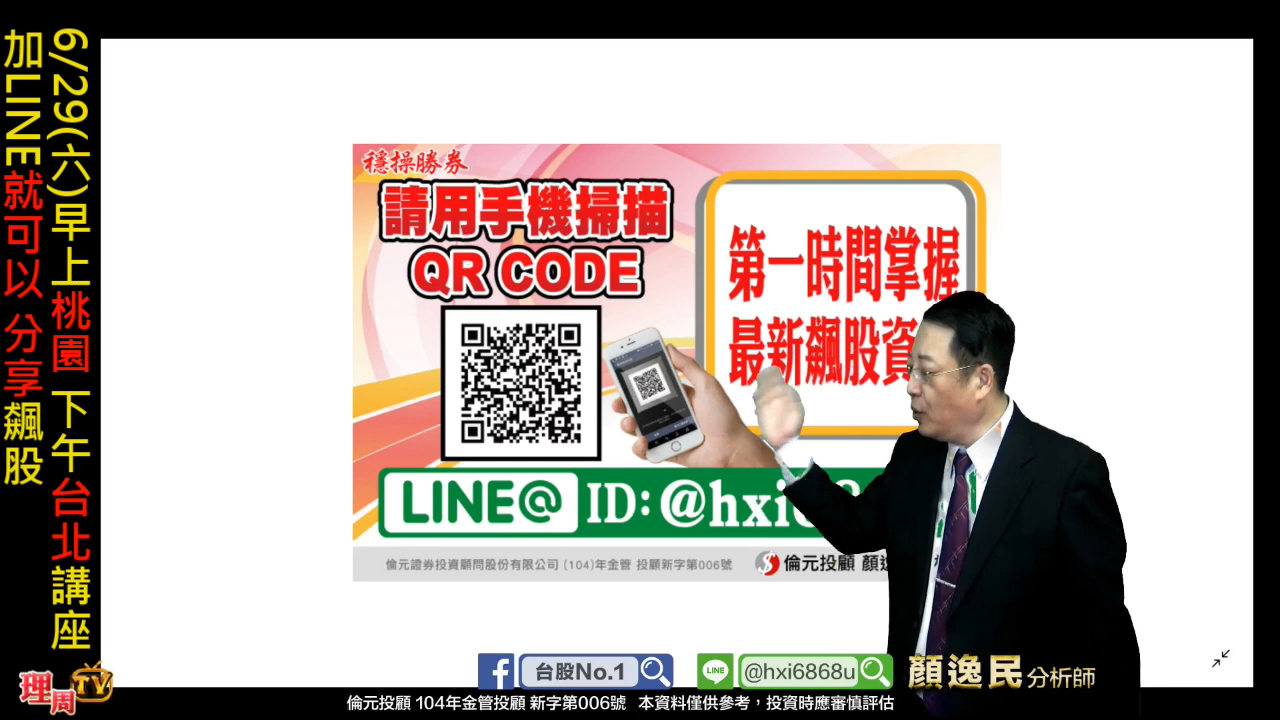 6/29(六)早上桃園 下午台北講座
加LINE就可以 分享飆股
穩操勝券
請用手機掃描
QR CODE
第一時間掌握
最新飆股資
LINE@ ID: @hxi6
倫元證券投資顧問股份有限公司 (104)年金管 投顧新字第006號
倫元投顧 顏
台股No.1
LINE
@hxi6868u
顏逸民分析師
理周TV
倫元投顧 104年金管投顧 新字第006號 本資料僅供參考，投資時應審慎評估